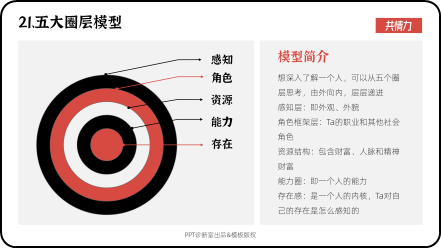 21.五大圈层模型
共情力
感知
角色
资源
能力
存在
模型简介
想深入了解一个人，可以从五个圈
层思考，由外向内，层层递进
感知层：即外观、外貌
角色框架层：Ta的职业和其他社会
角色
资源结构：包含财富、人脉和精神
财富
能力圈：即一个人的能力
存在感：是一个人的内核，Ta对自
己的存在是怎么感知的
PPT@新室出品&模板版权